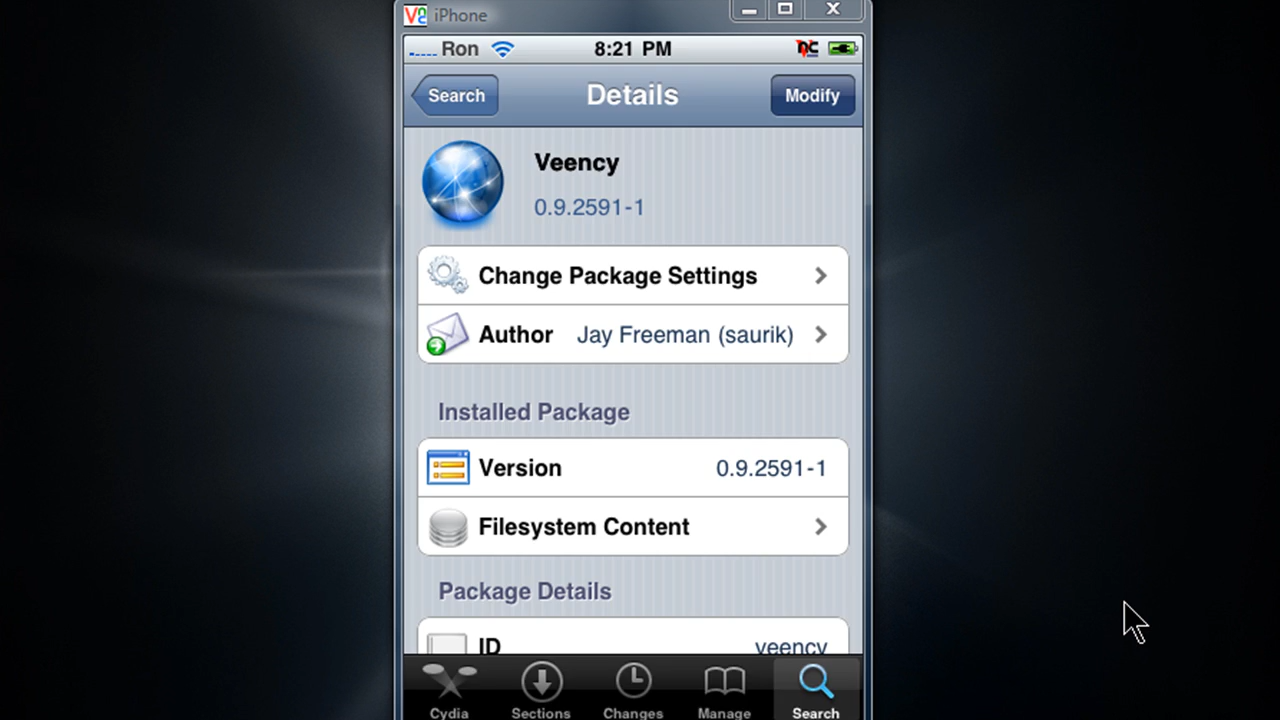 iPhone
Ron 8:21 PM
Search Details Modify
Veency
0.9.2591-1
Change Package Settings
Author Jay Freeman (saurik)
Installed Package
Version 0.9.2591-1
Filesystem Content
Package Details
ID veency
Cydia Sections Changes Manage Search